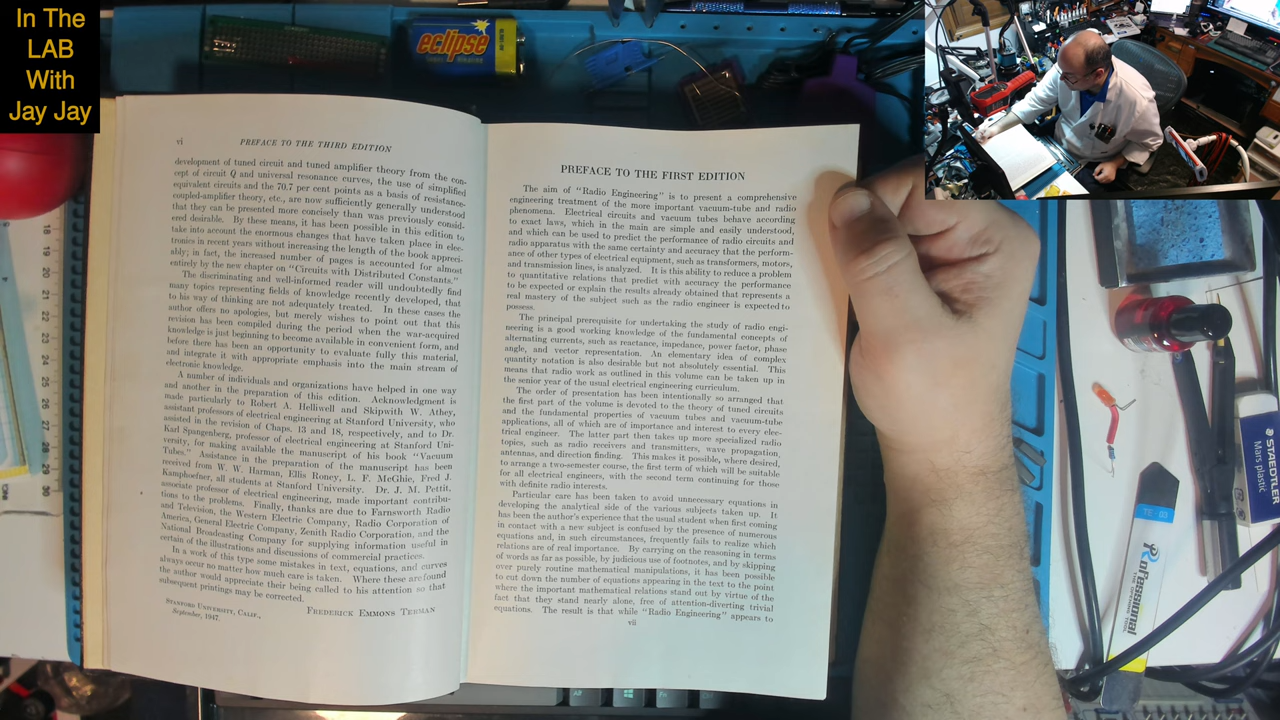 In The
LAB
With
Jay Jay
eclipse
vi
PREFACE TO THE THIRD EDITION
development of tuned circuit and tuned amplifier theory from the con-
cept of circuit Q and universal resonance curves, the use of simplified
equivalent circuits and the 70.7 per cent points as a basis of resistance-
coupled-amplifier theory, etc., are now sufficiently generally understood
that they can be presented more concisely than was previously consid-
ered desirable. By these means, it has been possible in this edition to
take into account the enormous changes that have taken place in elec-
tronics in recent years without increasing the length of the book appreci-
ably; in fact, the increased number of pages is accounted for almost
entirely by the new chapter on "Circuits with Distributed Constants."
The discriminating and well-informed reader will undoubtedly find
many topics representing fields of knowledge recently developed, that
to his way of thinking are not adequately treated. In these cases the
author offers no apologies, but merely wishes to point out that this
revision has been compiled during the period when the war-acquired
knowledge is just beginning to become available in convenient form, and
before there has been an opportunity to evaluate fully this material,
and integrate it with appropriate emphasis into the main stream of
electronic knowledge.
A number of individuals and organizations have helped in one way
and another in the preparation of this edition. Acknowledgment is
made particularly to Robert A. Helliwell and Skipwith W. Athey,
assistant professors of electrical engineering at Stanford University, who
assisted in the revision of Chaps. 13 and 18, respectively, and to Dr.
Karl Spangenberg, professor of electrical engineering at Stanford Uni-
versity, for making available the manuscript of his book "Vacuum
Tubes." Assistance in the preparation of the manuscript has been
received from W. W. Harman, Ellis Roney, L. F. McGhie, Fred J.
Kamphoefner, all students at Stanford University. Dr. J. M. Pettit,
associate professor of electrical engineering, made important contribu-
tions to the problems. Finally, thanks are due to Farnsworth Radio
and Television, the Western Electric Company, Radio Corporation of
America, General Electric Company, Zenith Radio Corporation, and the
National Broadcasting Company for supplying information useful in
certain of the illustrations and discussions of commercial practices.
In a work of this type some mistakes in text, equations, and curves
always occur no matter how much care is taken. Where these are found
the author would appreciate their being called to his attention so that
subsequent printings may be corrected.
FREDERICK EMMONS TERMAN
STANFORD UNIVERSITY, CALIF.,
September, 1947.
PREFACE TO THE FIRST EDITION
The aim of "Radio Engineering" is to present a comprehensive
engineering treatment of the more important vacuum-tube and radio
phenomena. Electrical circuits and vacuum tubes behave according
to exact laws, which in the main are simple and easily understood,
and which can be used to predict the performance of radio circuits and
radio apparatus with the same certainty and accuracy that the perform-
ance of other types of electrical equipment, such as transformers, motors,
and transmission lines, is analyzed. It is this ability to reduce a problem
to quantitative relations that predict with accuracy the performance
to be expected or explain the results already obtained that represents a
real mastery of the subject such as the radio engineer is expected to
possess.
The principal prerequisite for undertaking the study of radio engi-
neering is a good working knowledge of the fundamental concepts of
alternating currents, such as reactance, impedance, power factor, phase
angle, and vector representation. An elementary idea of complex
quantity notation is also desirable but not absolutely essential. This
means that radio work as outlined in this volume can be taken up in
the senior year of the usual electrical engineering curriculum.
The order of presentation has been intentionally so arranged that
the first part of the volume is devoted to the theory of tuned circuits
and the fundamental properties of vacuum tubes and vacuum-tube
applications, all of which are of importance and interest to every elec-
trical engineer. The latter part then takes up more specialized radio
topics, such as radio receivers and transmitters, wave propagation,
antennas, and direction finding. This makes it possible, where desired,
to arrange a two-semester course, the first term of which will be suitable
for all electrical engineers, with the second term continuing for those
with definite radio interests.
Particular care has been taken to avoid unnecessary equations in
developing the analytical side of the various subjects taken up. It
has been the author's experience that the usual student when first coming
in contact with a new subject is confused by the presence of numerous
equations and, in such circumstances, frequently fails to realize which
relations are of real importance. By carrying on the reasoning in terms
of words as far as possible, by judicious use of footnotes, and by skipping
over purely routine mathematical manipulations, it has been possible
to cut down the number of equations appearing in the text to the point
where the important mathematical relations stand out by virtue of the
fact that they stand nearly alone, free of attention-diverting trivial
equations. The result is that while "Radio Engineering" appears to
vii
18
19
20
21
22
23
24
25
26
27
28
29
30
STAEDTLER
Mars plastic
Professional
Alt
Fn
Ctrl